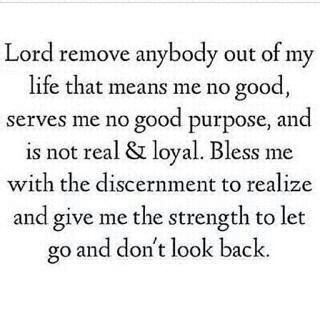 Lord remove anybody out of my
life that means me no good,
serves me no good purpose, and
is not real & loyal. Bless me
with the discernment to realize
and give me the strength to let
go and don't look back.